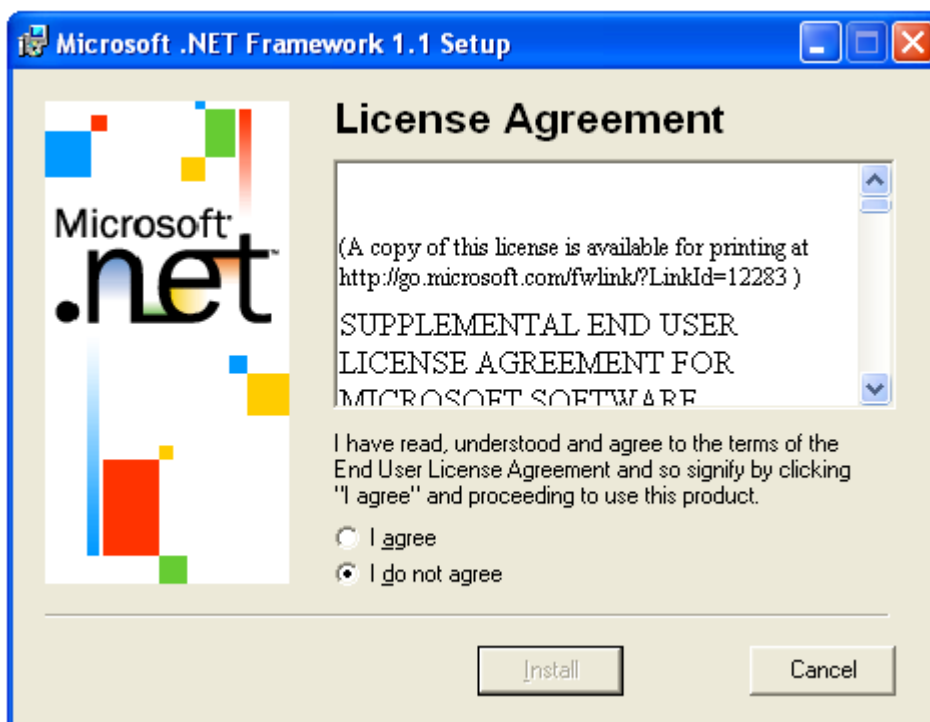 Microsoft .NET Framework 1.1 Setup
Microsoft
.net™
License Agreement
(A copy of this license is available for printing at
http://go.microsoft.com/fwlink/?LinkId=12283 )
SUPPLEMENTAL END USER
LICENSE AGREEMENT FOR
MICROSOFT SOFTWARE
I have read, understood and agree to the terms of the
End User License Agreement and so signify by clicking
"I agree" and proceeding to use this product.
I agree
I do not agree
Install
Cancel